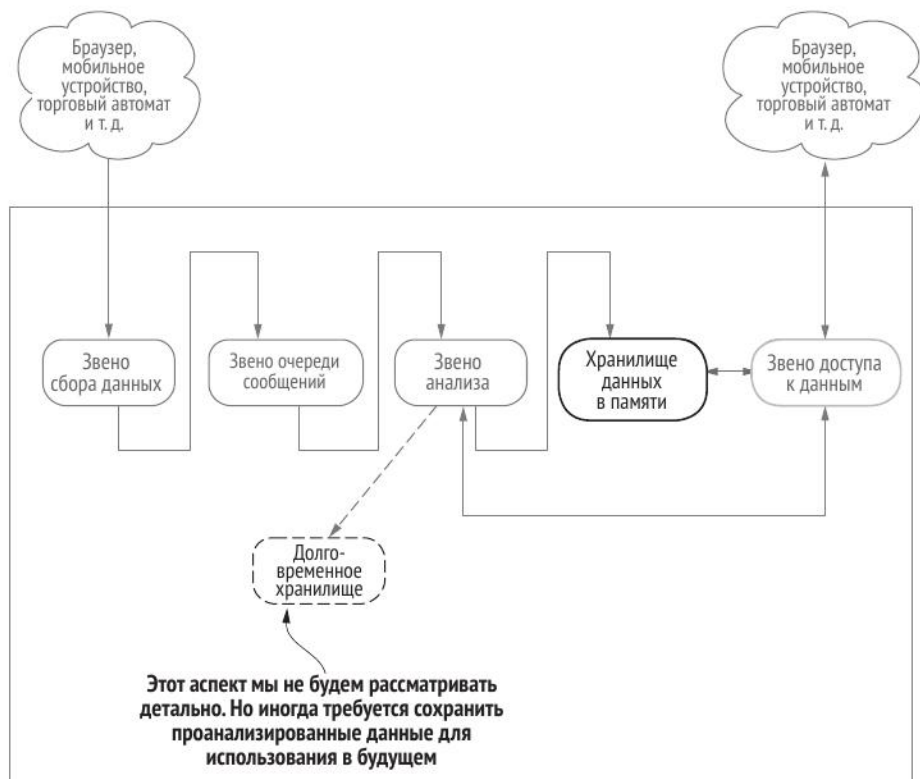 Браузер,
мобильное
устройство,
торговый автомат
и т. д.
Браузер,
мобильное
устройство,
торговый автомат
и т. д.
Звено
сбора данных
Звено очереди
сообщений
Звено
анализа
Хранилище
данных
в памяти
Звено доступа
к данным
Долго-
временное
хранилище
Этот аспект мы не будем рассматривать
детально. Но иногда требуется сохранить
проанализированные данные для
использования в будущем